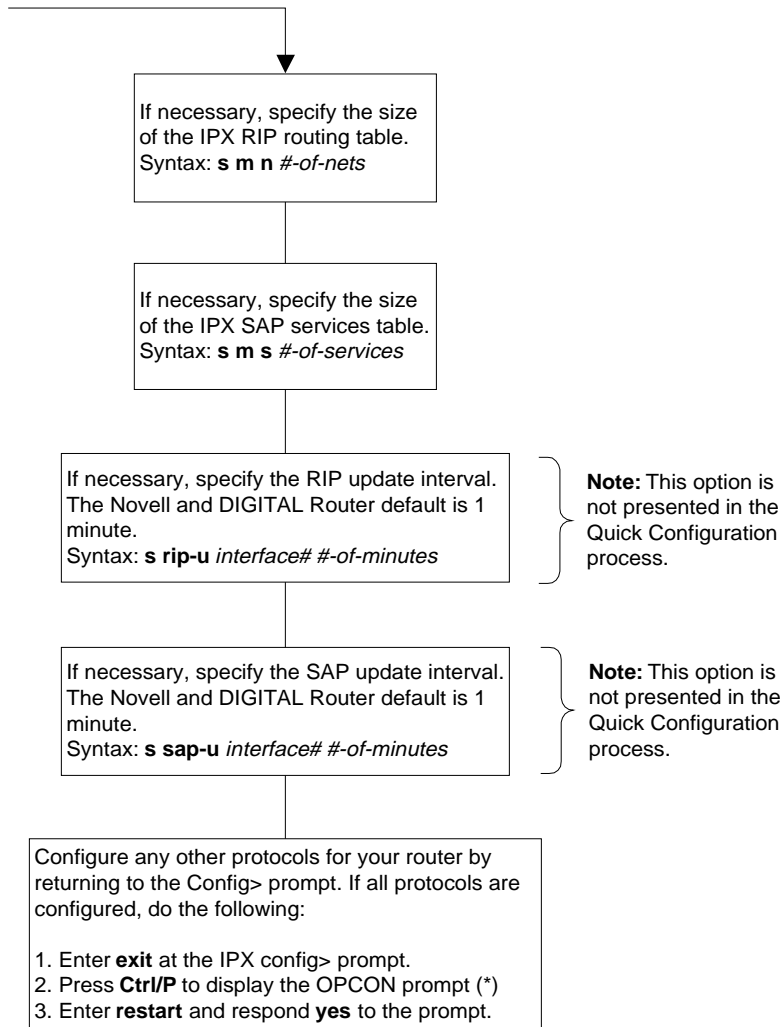 If necessary, specify the size
of the IPX RIP routing table.
Syntax: s m n #-of-nets
If necessary, specify the size
of the IPX SAP services table.
Syntax: s m s #-of-services
If necessary, specify the RIP update interval.
The Novell and DIGITAL Router default is 1
minute.
Syntax: s rip-u interface# #-of-minutes
Note: This option is
not presented in the
Quick Configuration
process.
If necessary, specify the SAP update interval.
The Novell and DIGITAL Router default is 1
minute.
Syntax: s sap-u interface# #-of-minutes
Note: This option is
not presented in the
Quick Configuration
process.
Configure any other protocols for your router by
returning to the Config> prompt. If all protocols are
configured, do the following:
1. Enter exit at the IPX config> prompt.
2. Press Ctrl/P to display the OPCON prompt (*)
3. Enter restart and respond yes to the prompt.